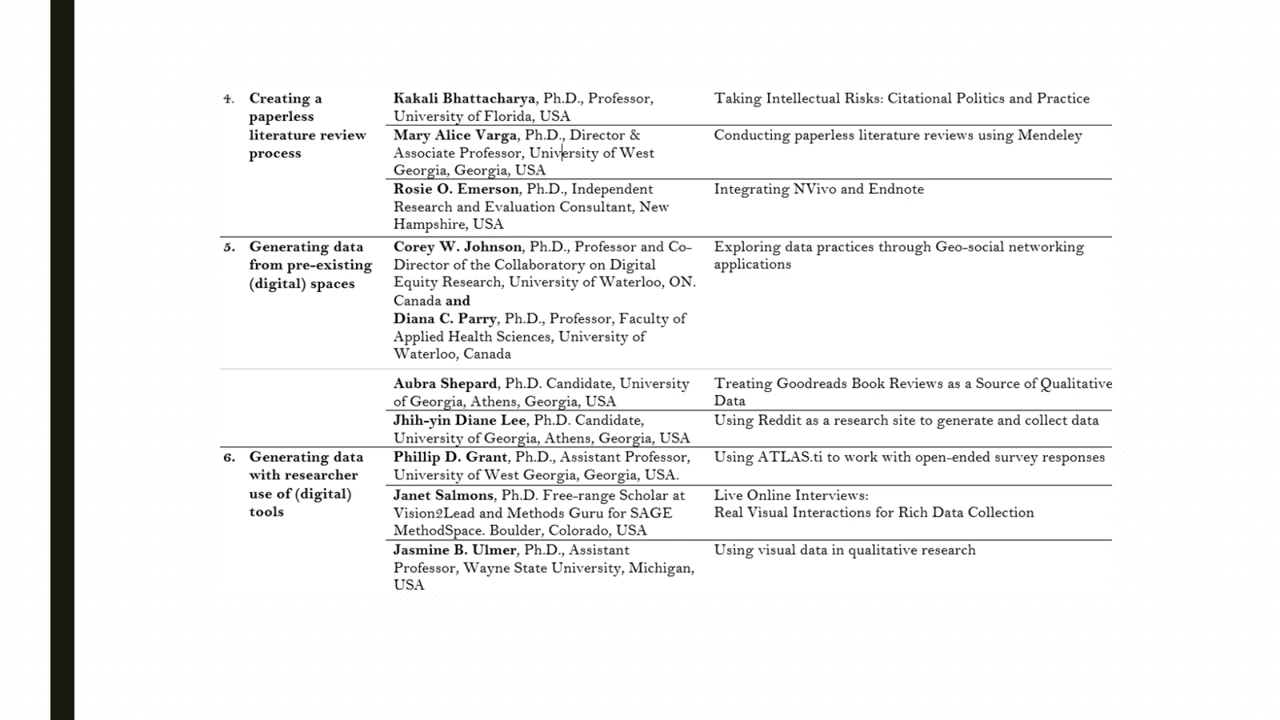 4. Creating a paperless literature review process
Kakali Bhattacharya, Ph.D., Professor,
University of Florida, USA
Taking Intellectual Risks: Citational Politics and Practice
Mary Alice Varga, Ph.D., Director &
Associate Professor, University of West
Georgia, Georgia, USA
Conducting paperless literature reviews using Mendeley
Rosie O. Emerson, Ph.D., Independent
Research and Evaluation Consultant, New
Hampshire, USA
Integrating NVivo and Endnote
5. Generating data
from pre-existing
(digital) spaces
Corey W. Johnson, Ph.D., Professor and Co-
Director of the Collaboratory on Digital
Equity Research, University of Waterloo, ON.
Canada and
Diana C. Parry, Ph.D., Professor, Faculty of
Applied Health Sciences, University of
Waterloo, Canada
Exploring data practices through Geo-social networking
applications
Aubra Shepard, Ph.D. Candidate, University
of Georgia, Athens, Georgia, USA
Treating Goodreads Book Reviews as a Source of Qualitative
Data
Jhih-yin Diane Lee, Ph.D. Candidate,
University of Georgia, Athens, Georgia, USA
Using Reddit as a research site to generate and collect data
6. Generating data
with researcher
use of (digital)
tools
Phillip D. Grant, Ph.D., Assistant Professor,
University of West Georgia, Georgia, USA.
Using ATLAS.ti to work with open-ended survey responses
Janet Salmons, Ph.D. Free-range Scholar at
Vision2Lead and Methods Guru for SAGE
MethodSpace. Boulder, Colorado, USA
Live Online Interviews:
Real Visual Interactions for Rich Data Collection
Jasmine B. Ulmer, Ph.D., Assistant
Professor, Wayne State University, Michigan,
USA
Using visual data in qualitative research